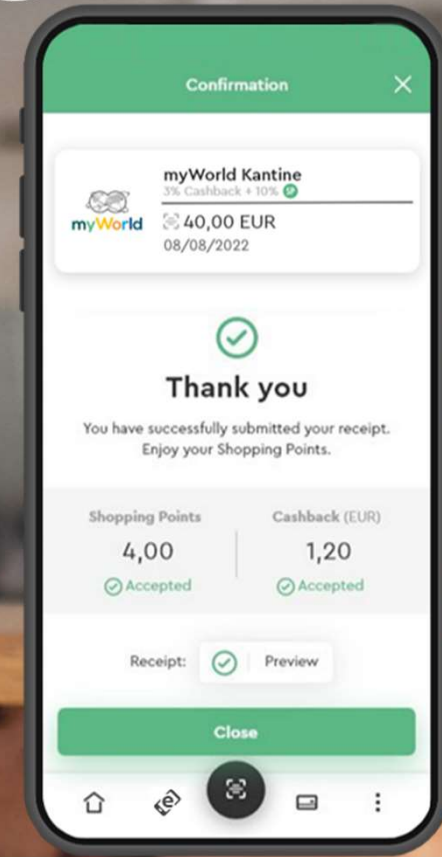 Confirmation
myWorld Kantine
3% Cashback + 10% SP
myWorld
40,00 EUR
08/08/2022
Thank you
You have successfully submitted your receipt.
Enjoy your Shopping Points.
Shopping Points
Cashback (EUR)
4,00
1,20
Accepted
Accepted
Receipt:
Preview
Close
e